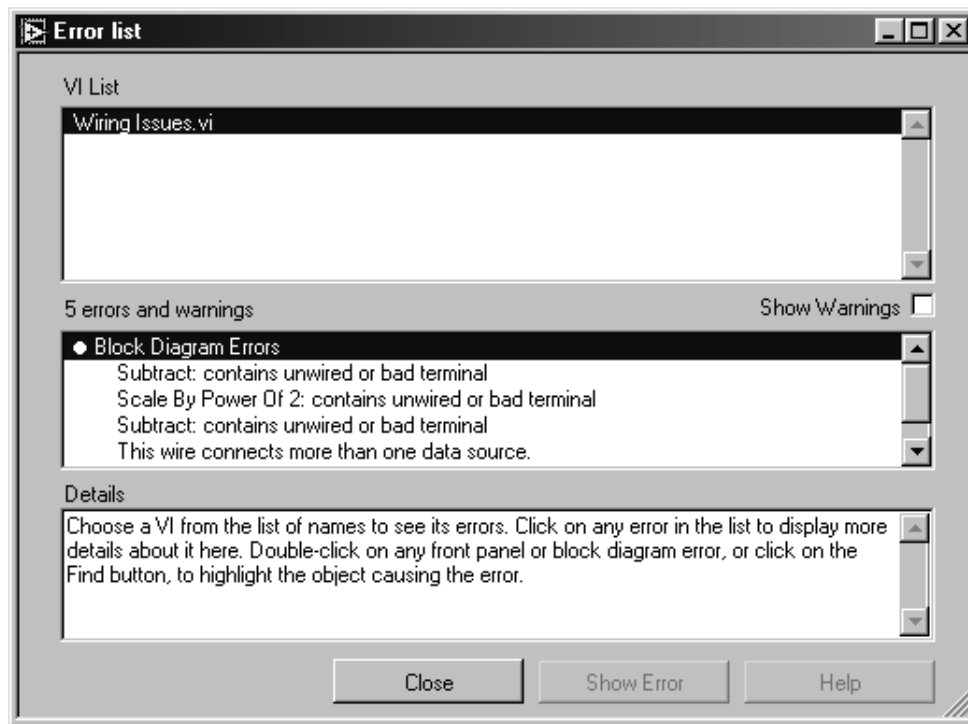 Error list
VI List
Wiring Issues.vi
5 errors and warnings
Show Warnings
Block Diagram Errors
Subtract: contains unwired or bad terminal
Scale By Power Of 2: contains unwired or bad terminal
Subtract: contains unwired or bad terminal
This wire connects more than one data source.
Details
Choose a VI from the list of names to see its errors. Click on any error in the list to display more
details about it here. Double-click on any front panel or block diagram error, or click on the
Find button, to highlight the object causing the error.
Close
Show Error
Help